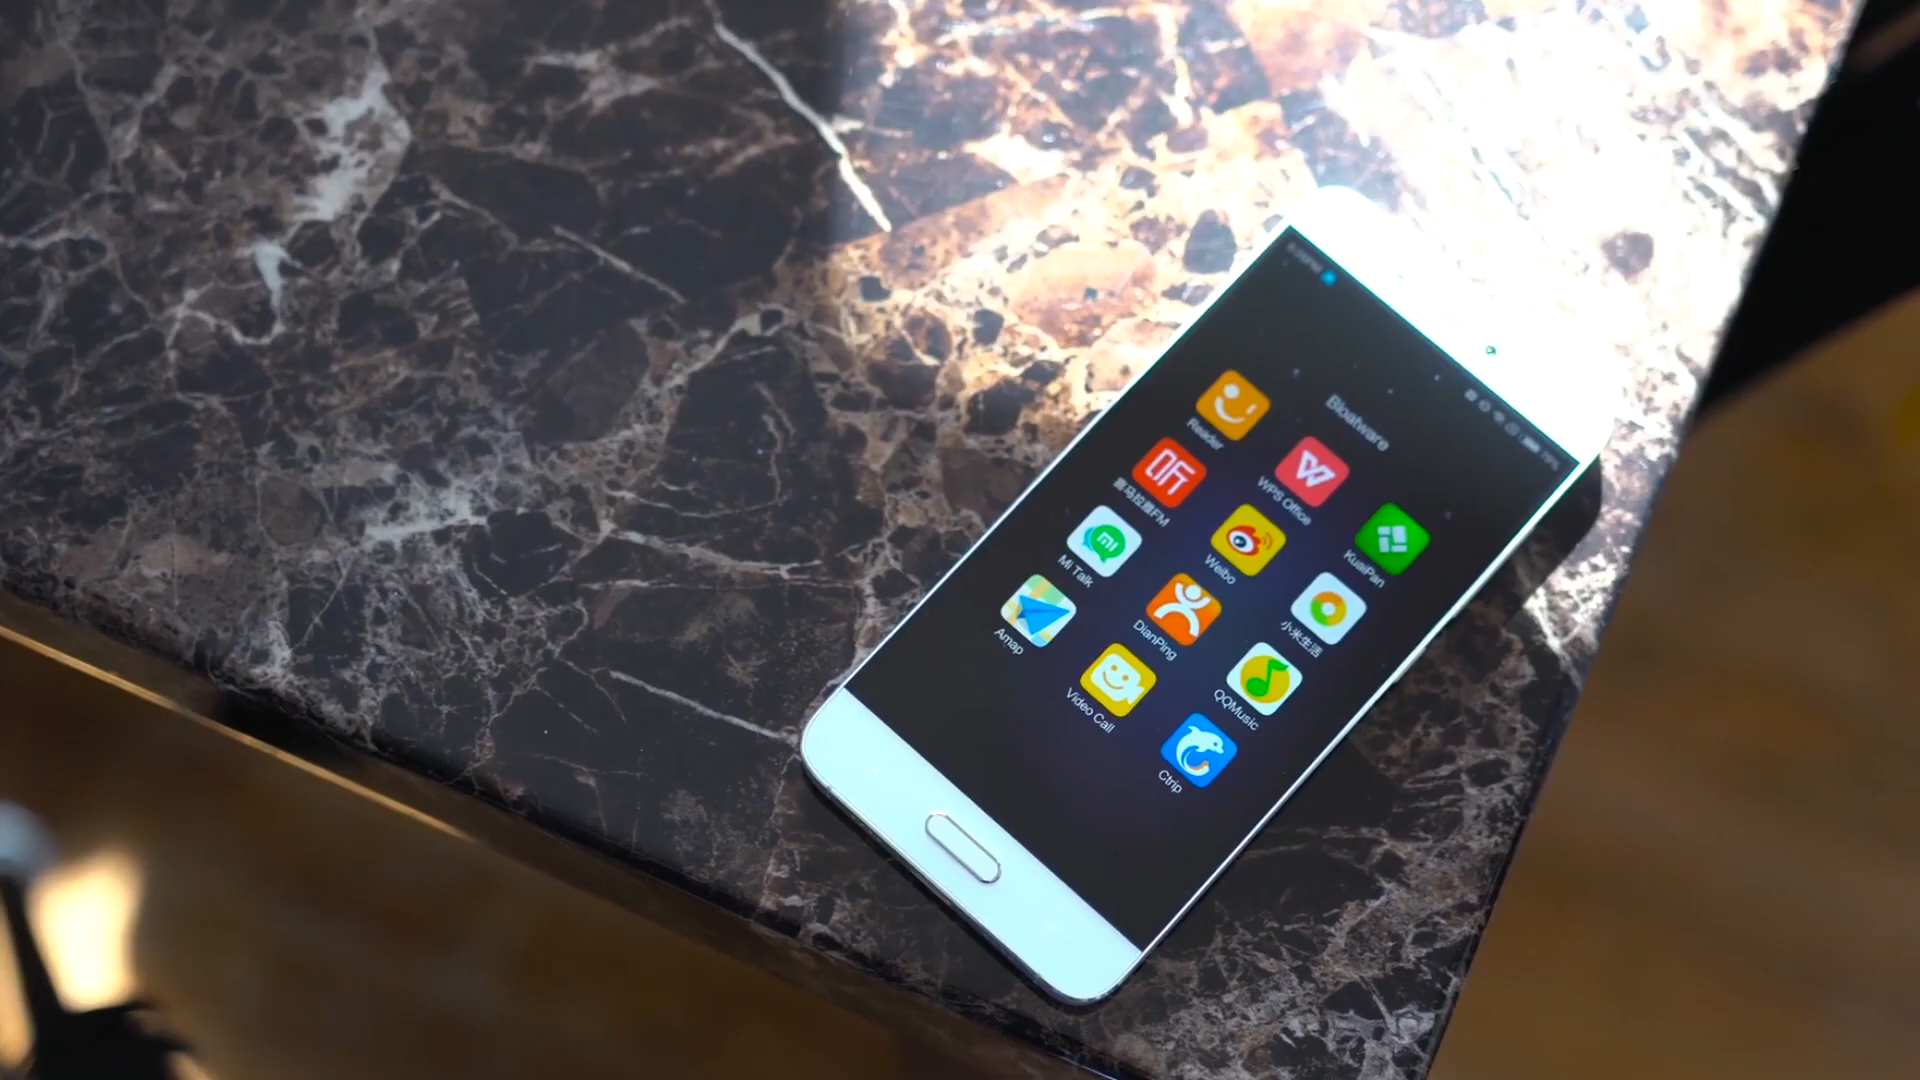 Bloatware
Reader
WPS Office
KuaiPan
喜马拉雅FM
Weibo
小米生活
Mi Talk
DianPing
QQMusic
Amap
Video Call
Ctrip